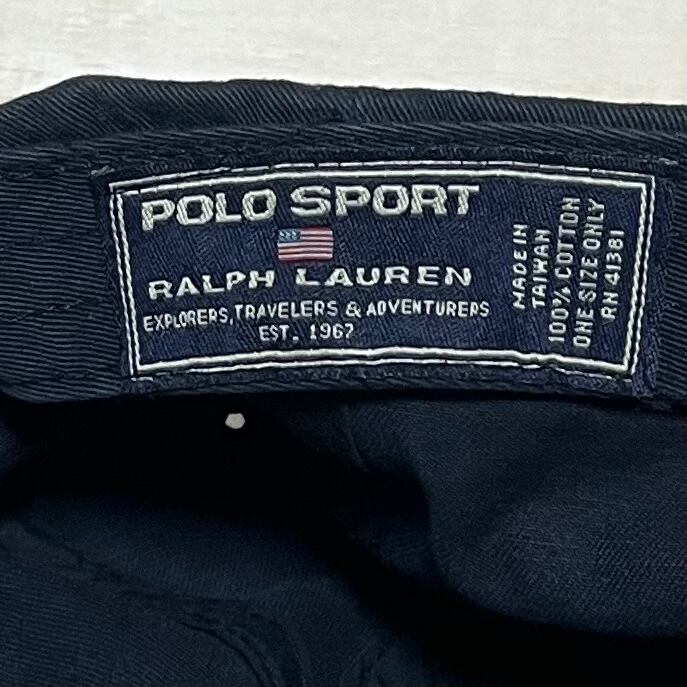 POLO SPORT
RALPH LAUREN
EXPLORERS, TRAVELERS & ADVENTURERS
EST. 1967
MADE IN
TAIWAN
100% COTTON
ONE SIZE ONLY
RN 41381